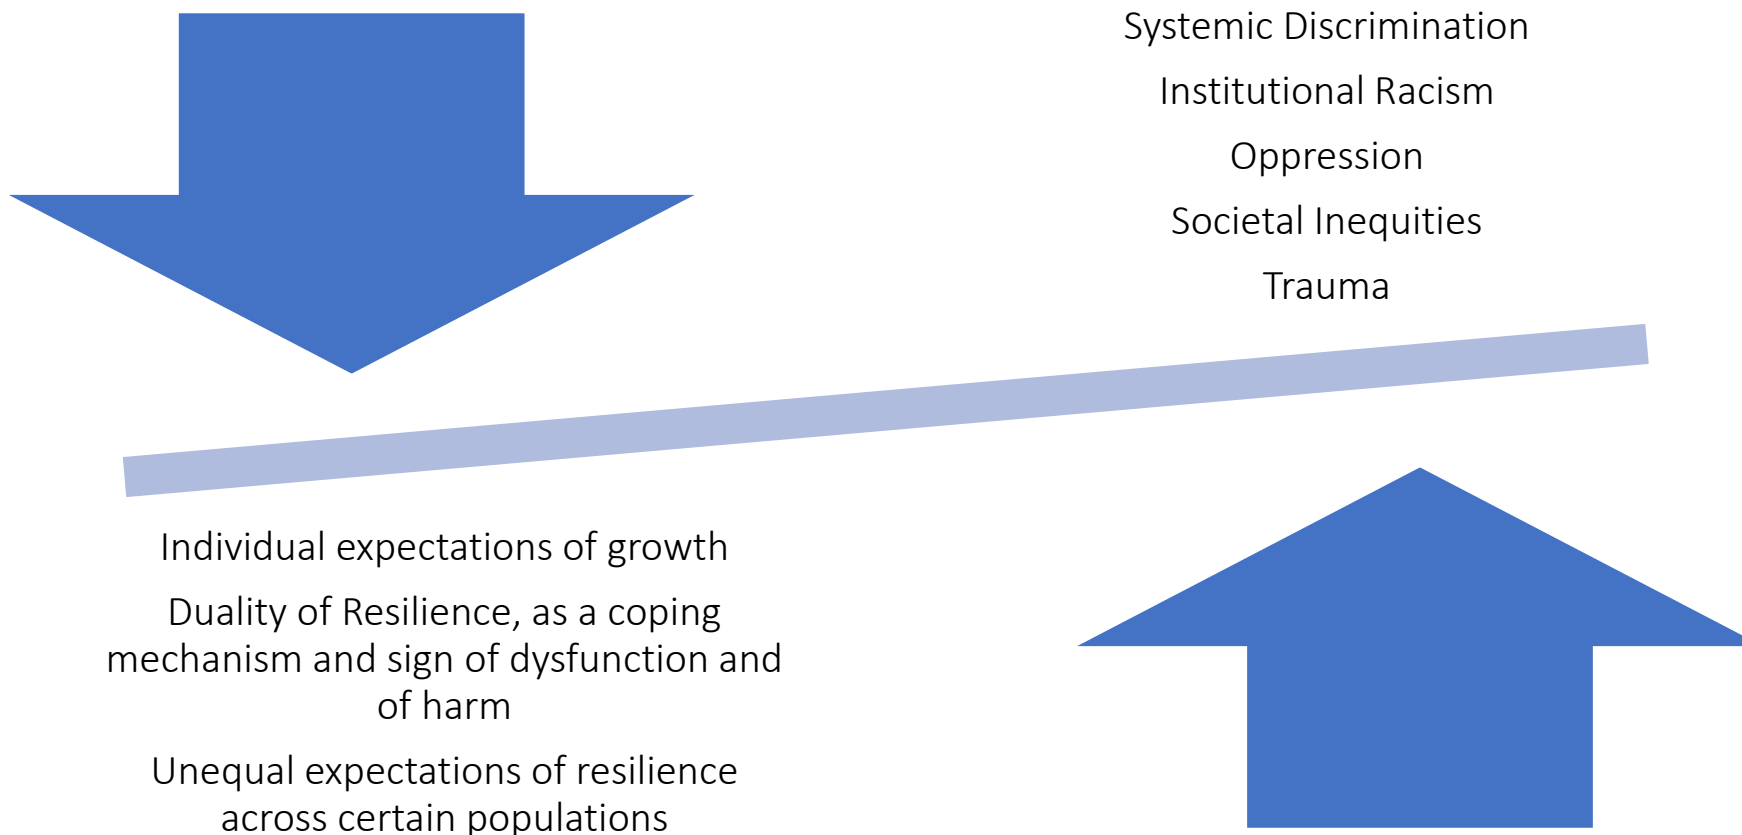 Systemic Discrimination
Institutional Racism
Oppression
Societal Inequities
Trauma
Individual expectations of growth
Duality of Resilience, as a coping
mechanism and sign of dysfunction and
of harm
Unequal expectations of resilience
across certain populations